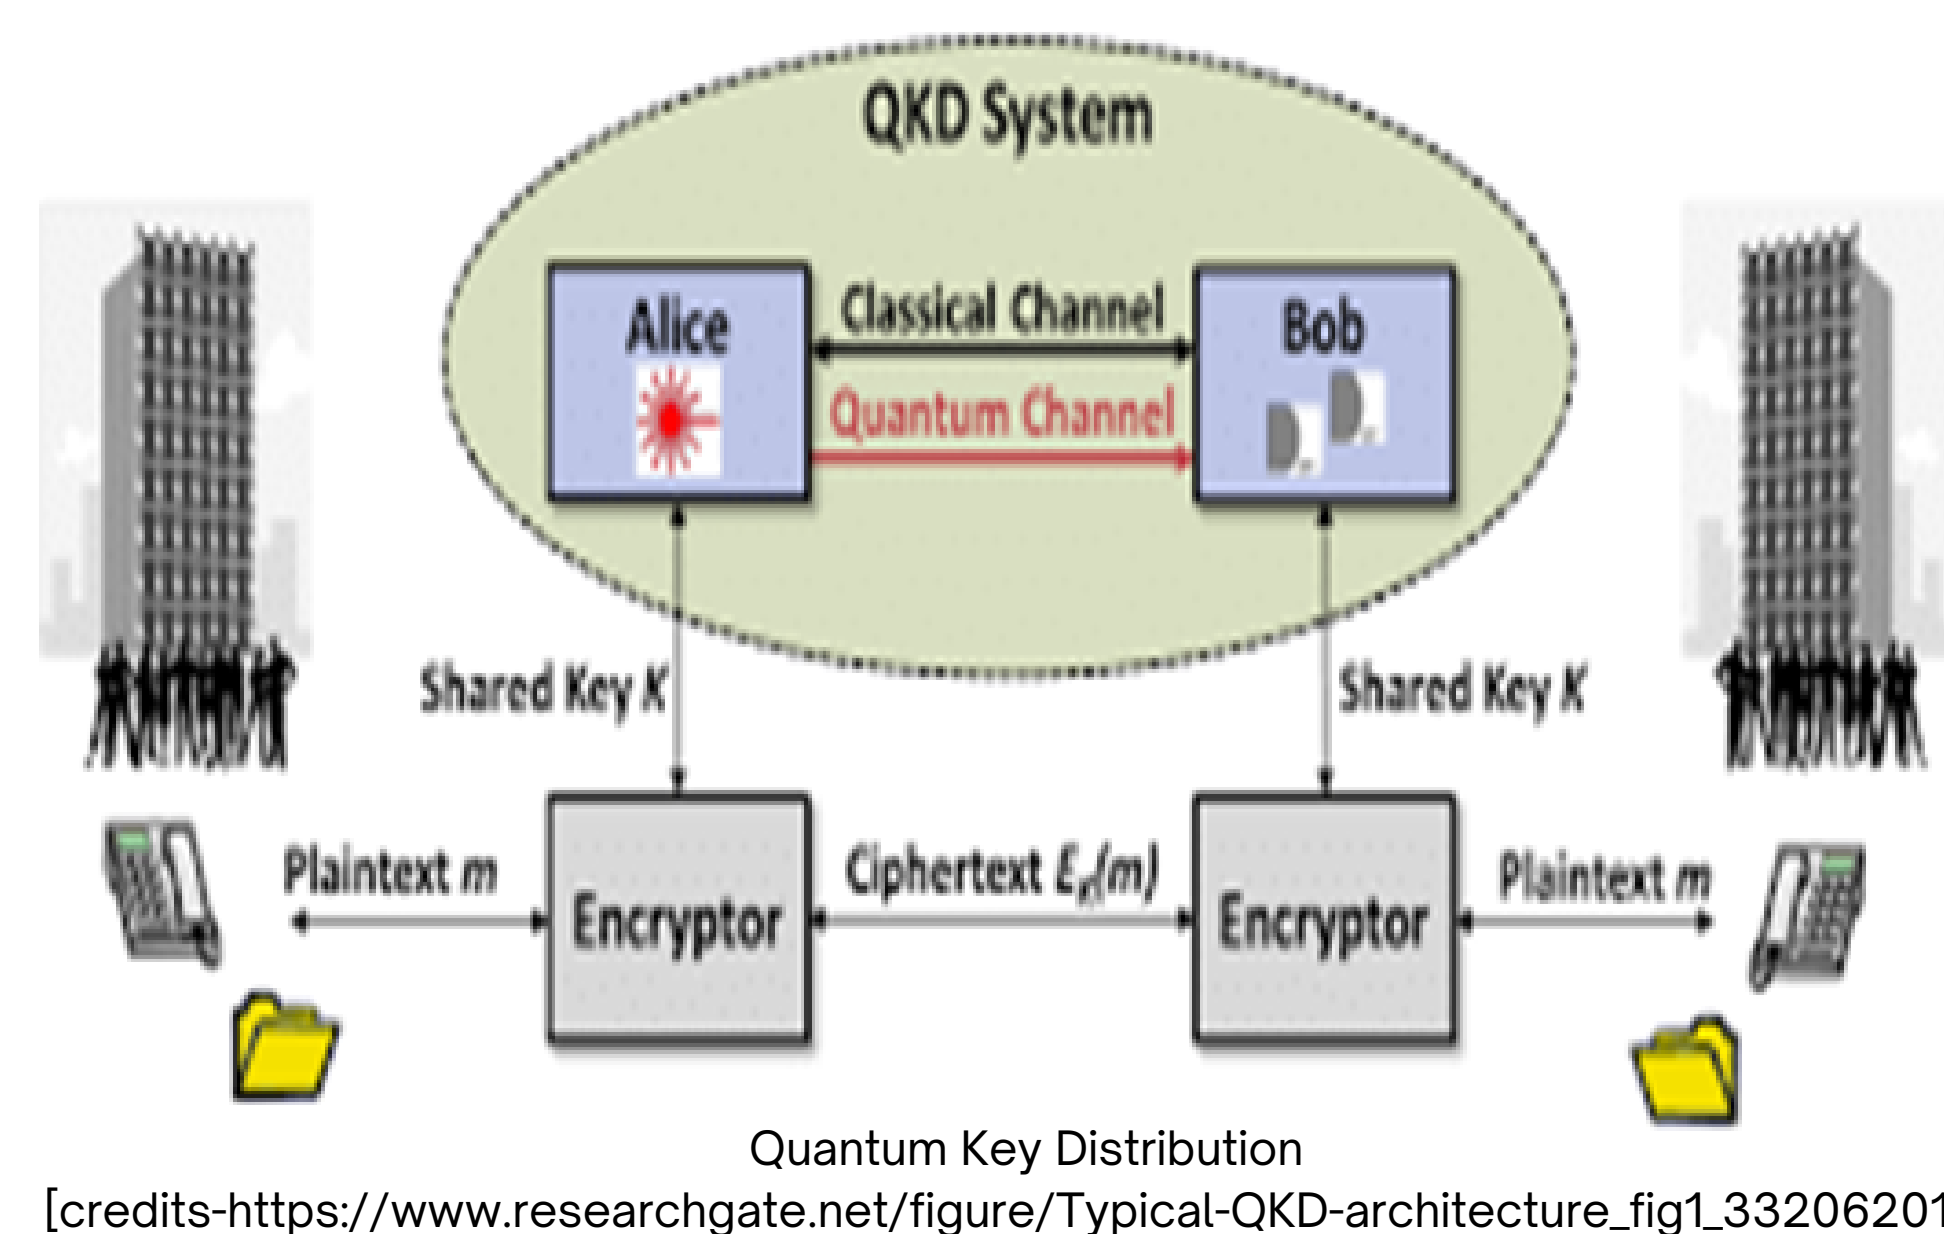 QKD System
Alice
Classical Channel
Bob
Quantum Channel
Shared Key K
Shared Key K
Plaintext m
Ciphertext EK(m)
Plaintext m
Encryptor
Encryptor
Quantum Key Distribution
[credits-https://www.researchgate.net/figure/Typical-QKD-architecture_fig1_33206201